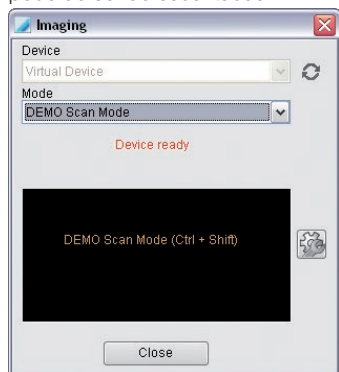 Imaging
Device
Virtual Device
Mode
DEMO Scan Mode
Device ready
DEMO Scan Mode (Ctrl + Shift)
Close